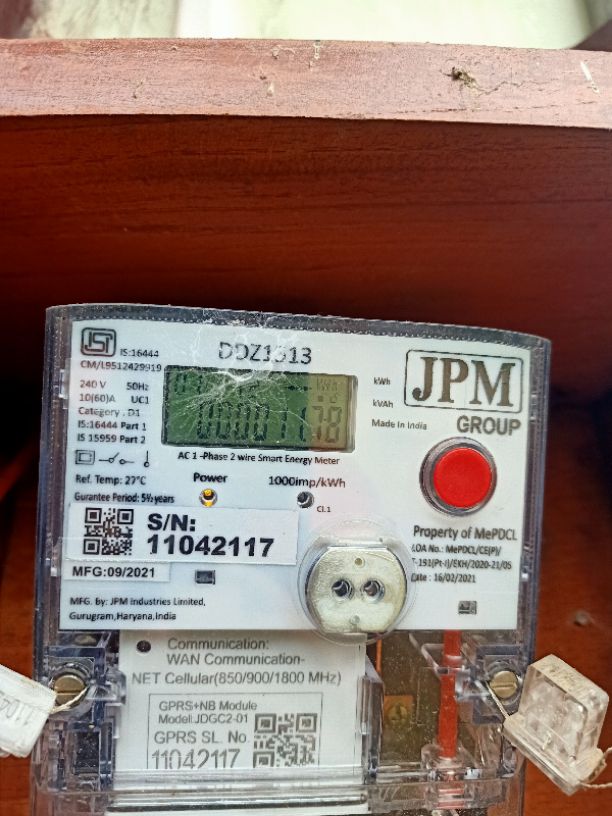 ISI
IS:16444
CM/L9512429919
DDZ1513
240 V 50Hz
10(60)A UC1
Category . D1
IS:16444 Part 1
IS 15959 Part 2
kWh
kVAh
Made in India
JPM
GROUP
AC 1 -Phase 2 wire Smart Energy Meter
Ref. Temp: 27°C
Gurantee Period: 5½ years
Power
1000imp/kWh
CL1
S/N:
11042117
MFG:09/2021
Property of MePDCL
LOA No.: MePDCL/CE(P)/
T-191(Pt-I)/EXH/2020-21/05
Date : 16/02/2021
MFG. By: JPM Industries Limited,
Gurugram,Haryana,India
Communication:
WAN Communication-
NET Cellular(850/900/1800 MHz)
GPRS+NB Module
Model:JDGC2-01
GPRS SL. No.
11042117